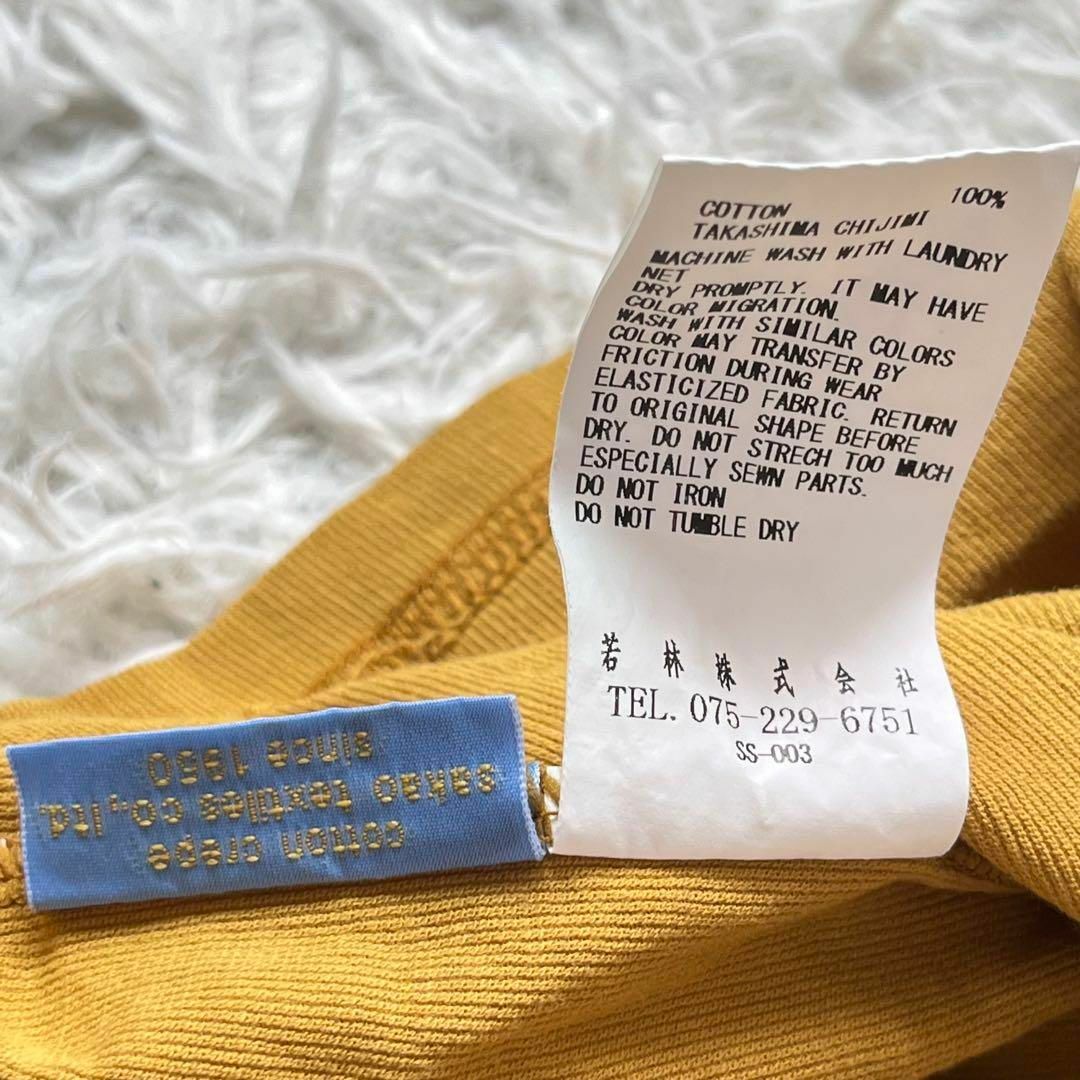 COTTON 100%
TAKASHIMA CHIJIMI
MACHINE WASH WITH LAUNDRY
NET
DRY PROMPTLY. IT MAY HAVE
COLOR MIGRATION.
WASH WITH SIMILAR COLORS
COLOR MAY TRANSFER BY
FRICTION DURING WEAR
ELASTICIZED FABRIC. RETURN
TO ORIGINAL SHAPE BEFORE
DRY. DO NOT STRECH TOO MUCH
ESPECIALLY SEWN PARTS.
DO NOT IRON
DO NOT TUMBLE DRY
若林株式会社
TEL. 075-229-6751
SS-003
cotton crepe
sakao textiles co.,ltd.
since 1950